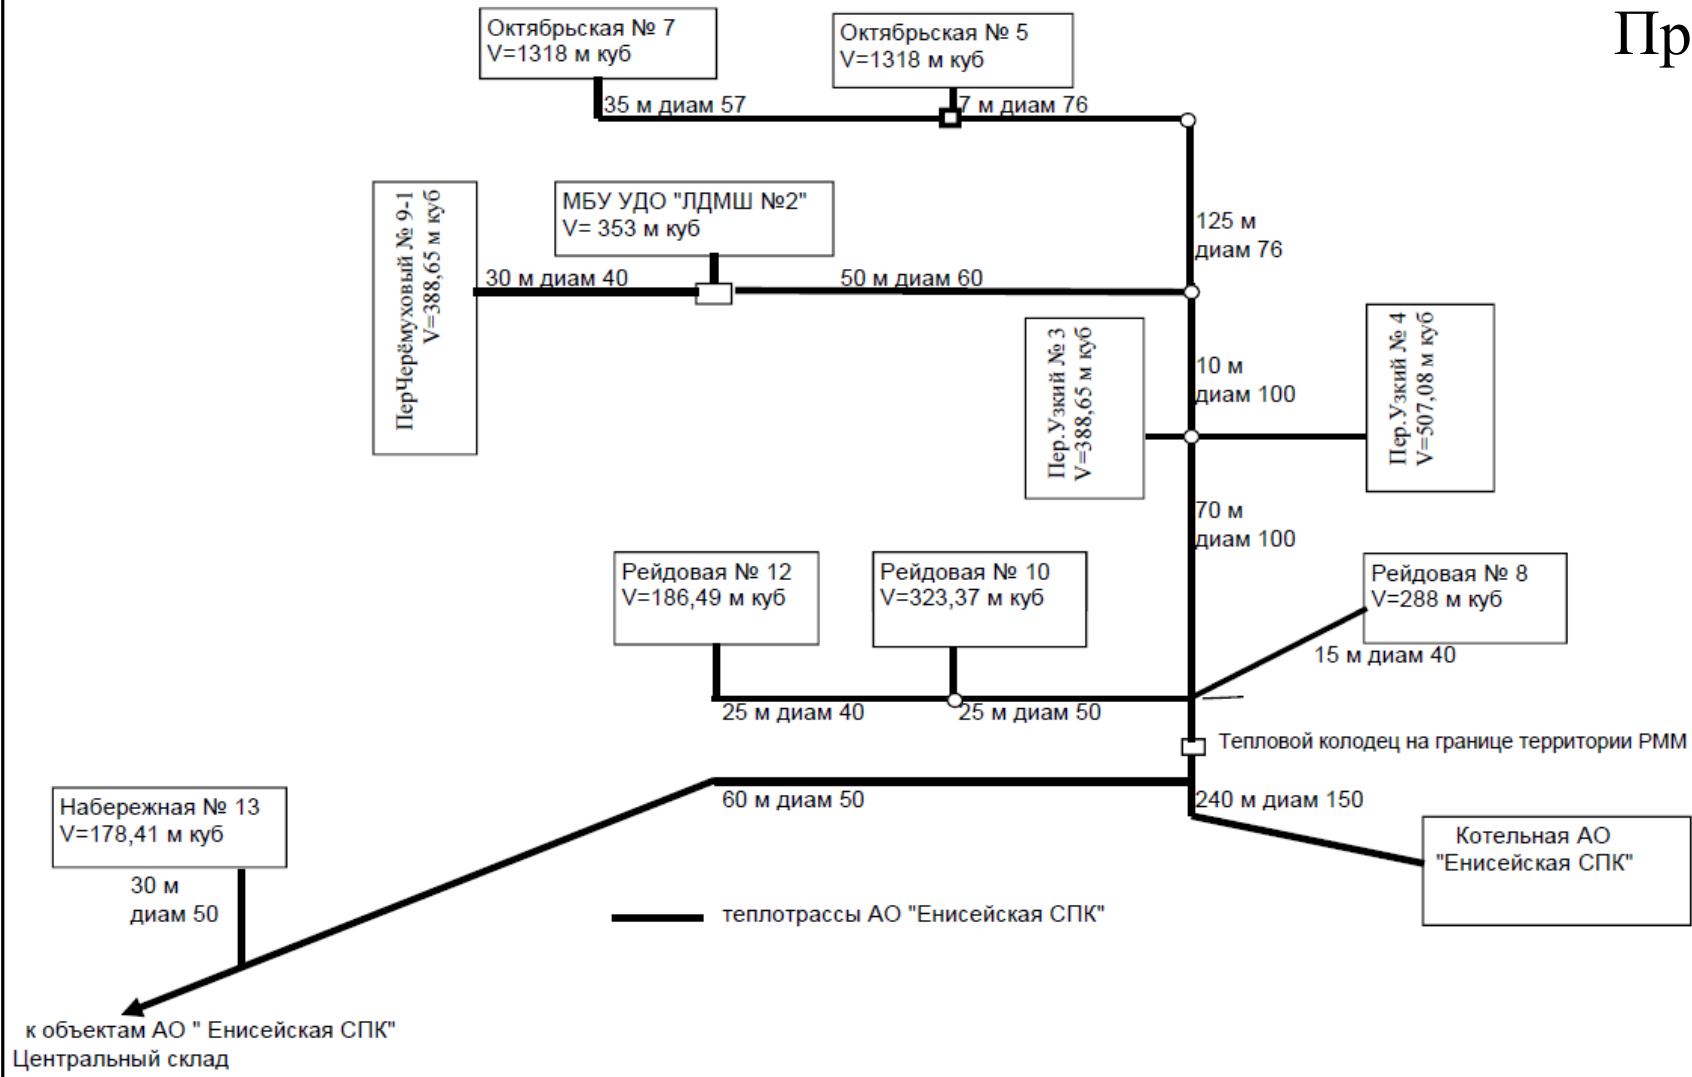 Пр
Октябрьская № 7
V=1318 м куб
Октябрьская № 5
V=1318 м куб
35 м диам 57
7 м диам 76
ПерЧерёмуховый № 9-1
V=388,65 м куб
МБУ УДО "ЛДМШ №2"
V= 353 м куб
125 м
диам 76
30 м диам 40
50 м диам 60
Пер.Узкий № 3
V=388,65 м куб
10 м
диам 100
Пер.Узкий № 4
V=507,08 м куб
70 м
диам 100
Рейдовая № 12
V=186,49 м куб
Рейдовая № 10
V=323,37 м куб
Рейдовая № 8
V=288 м куб
15 м диам 40
25 м диам 40
25 м диам 50
Тепловой колодец на границе территории РММ
60 м диам 50
240 м диам 150
Набережная № 13
V=178,41 м куб
Котельная АО
"Енисейская СПК"
30 м
диам 50
теплотрассы АО "Енисейская СПК"
к объектам АО " Енисейская СПК"
Центральный склад